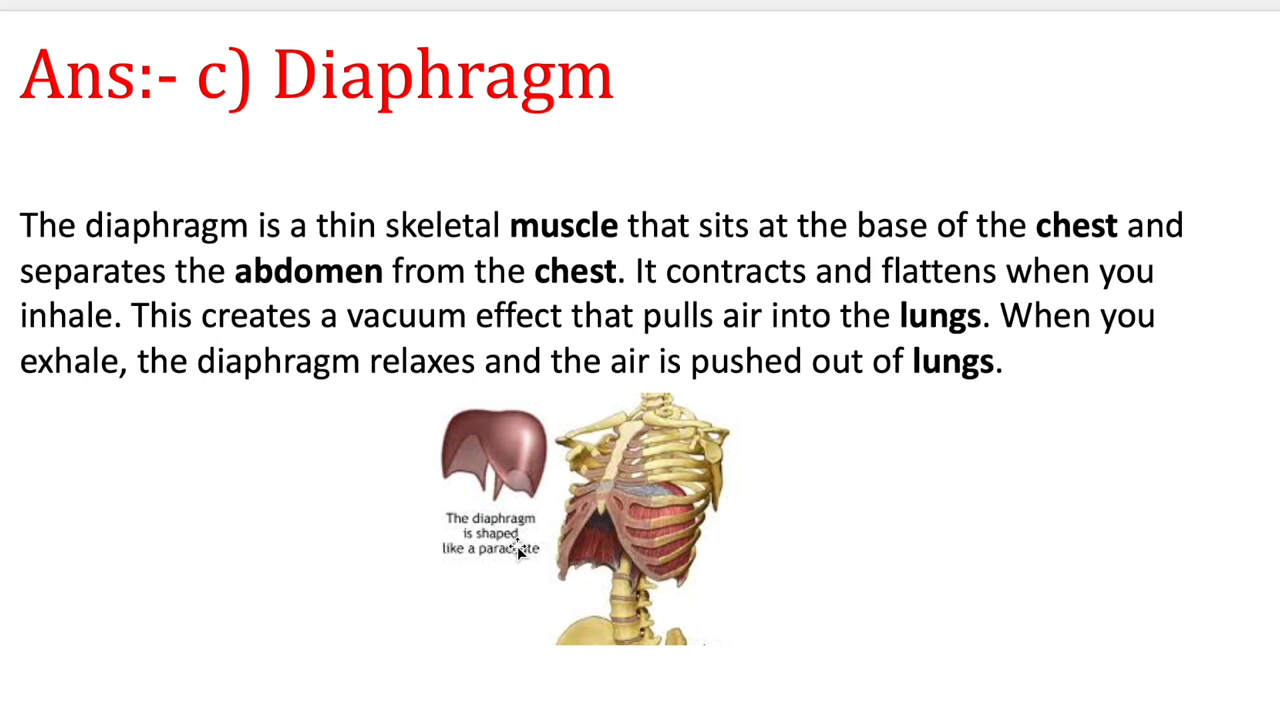 Ans:- c) Diaphragm
The diaphragm is a thin skeletal muscle that sits at the base of the chest and
separates the abdomen from the chest. It contracts and flattens when you
inhale. This creates a vacuum effect that pulls air into the lungs. When you
exhale, the diaphragm relaxes and the air is pushed out of lungs.
The diaphragm
is shaped
like a